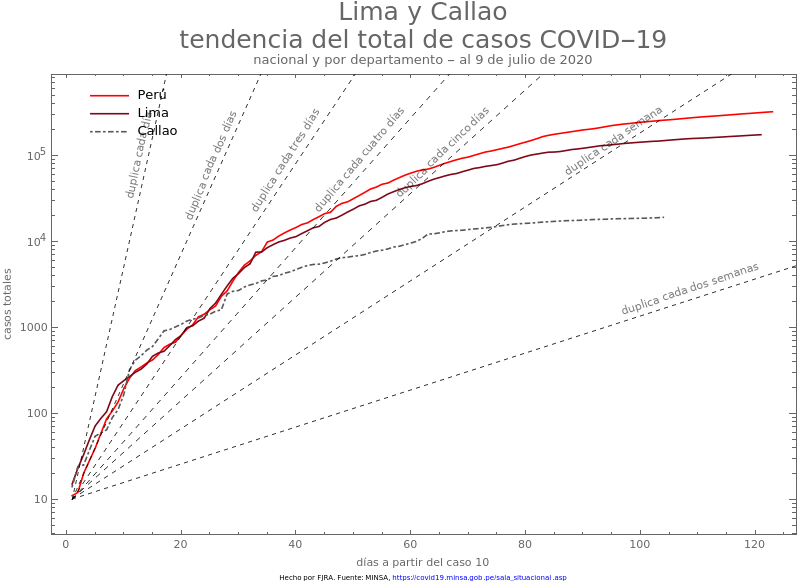 Lima y Callao
tendencia del total de casos COVID‒19
nacional y por departamento ‒ al 9 de julio de 2020
Perú
Lima
Callao
duplica cada día
duplica cada dos días
duplica cada tres días
duplica cada cuatro días
duplica cada cinco días
duplica cada semana
duplica cada dos semanas
casos totales
10^5
10^4
1000
100
10
0 20 40 60 80 100 120
días a partir del caso 10
Hecho por FJRA. Fuente: MINSA, https://covid19.minsa.gob.pe/sala_situacional.asp